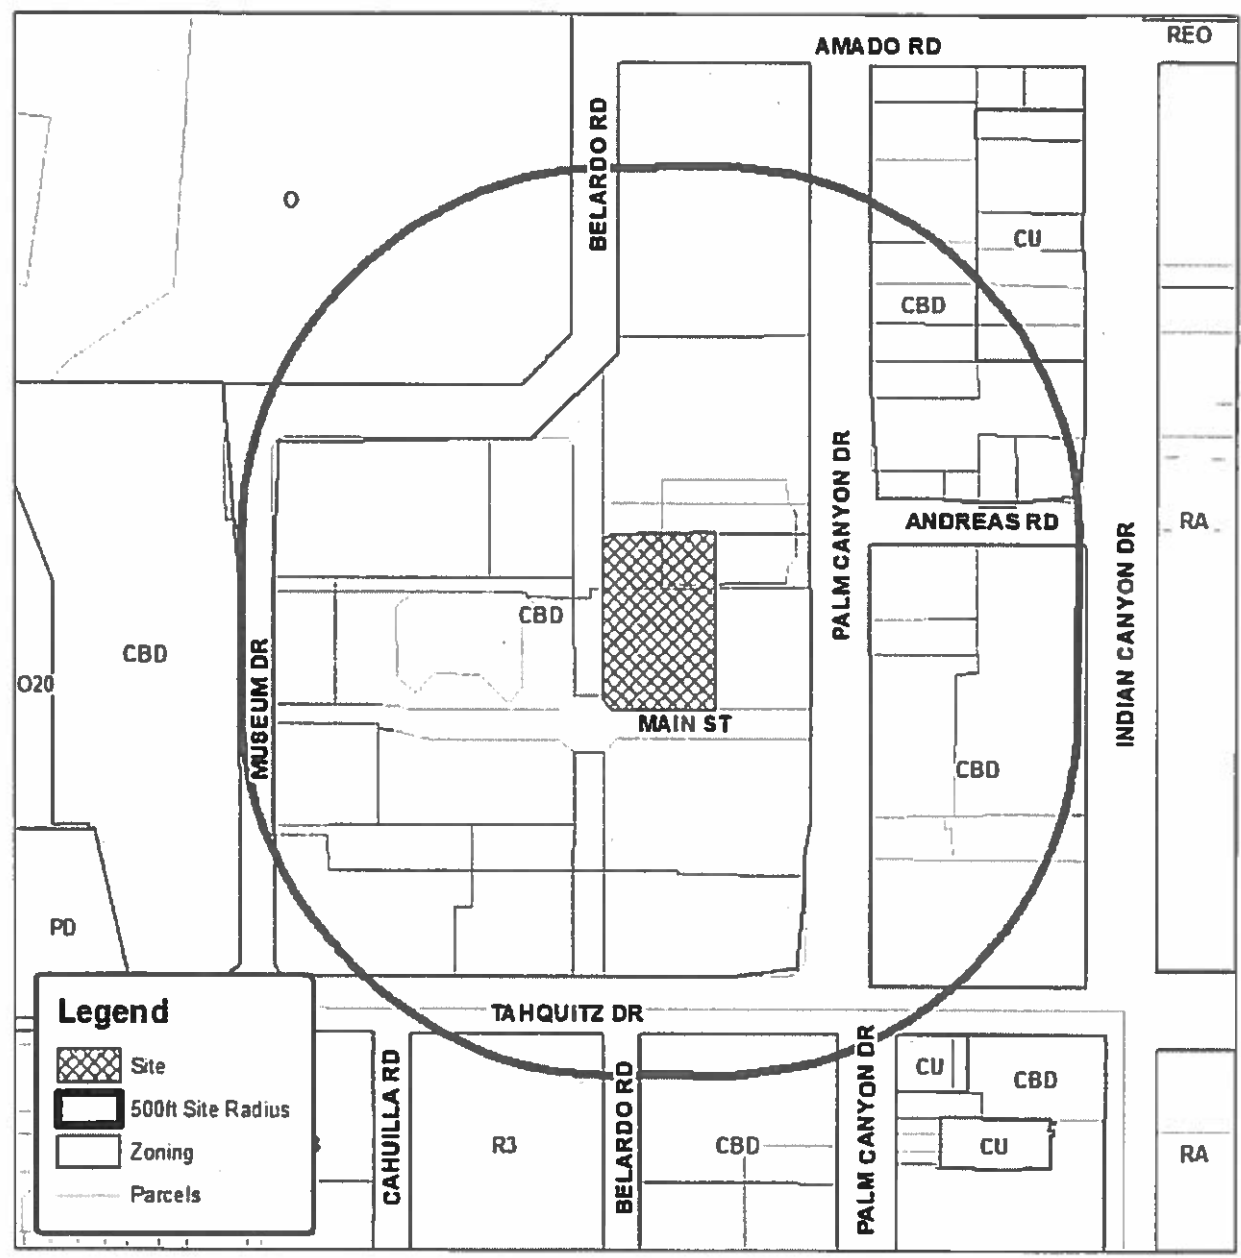 REO
AMADO RD
BELARDO RD
O
CU
CBD
PALM CANYON DR
ANDREAS RD
RA
INDIAN CANYON DR
CBD
CBD
O20
MUSEUM DR
MAIN ST
CBD
PD
TAHQUITZ DR
Legend
Site
500ft Site Radius
Zoning
Parcels
CAHUILLA RD
R3
BELARDO RD
CBD
PALM CANYON DR
CU
CBD
CU
RA